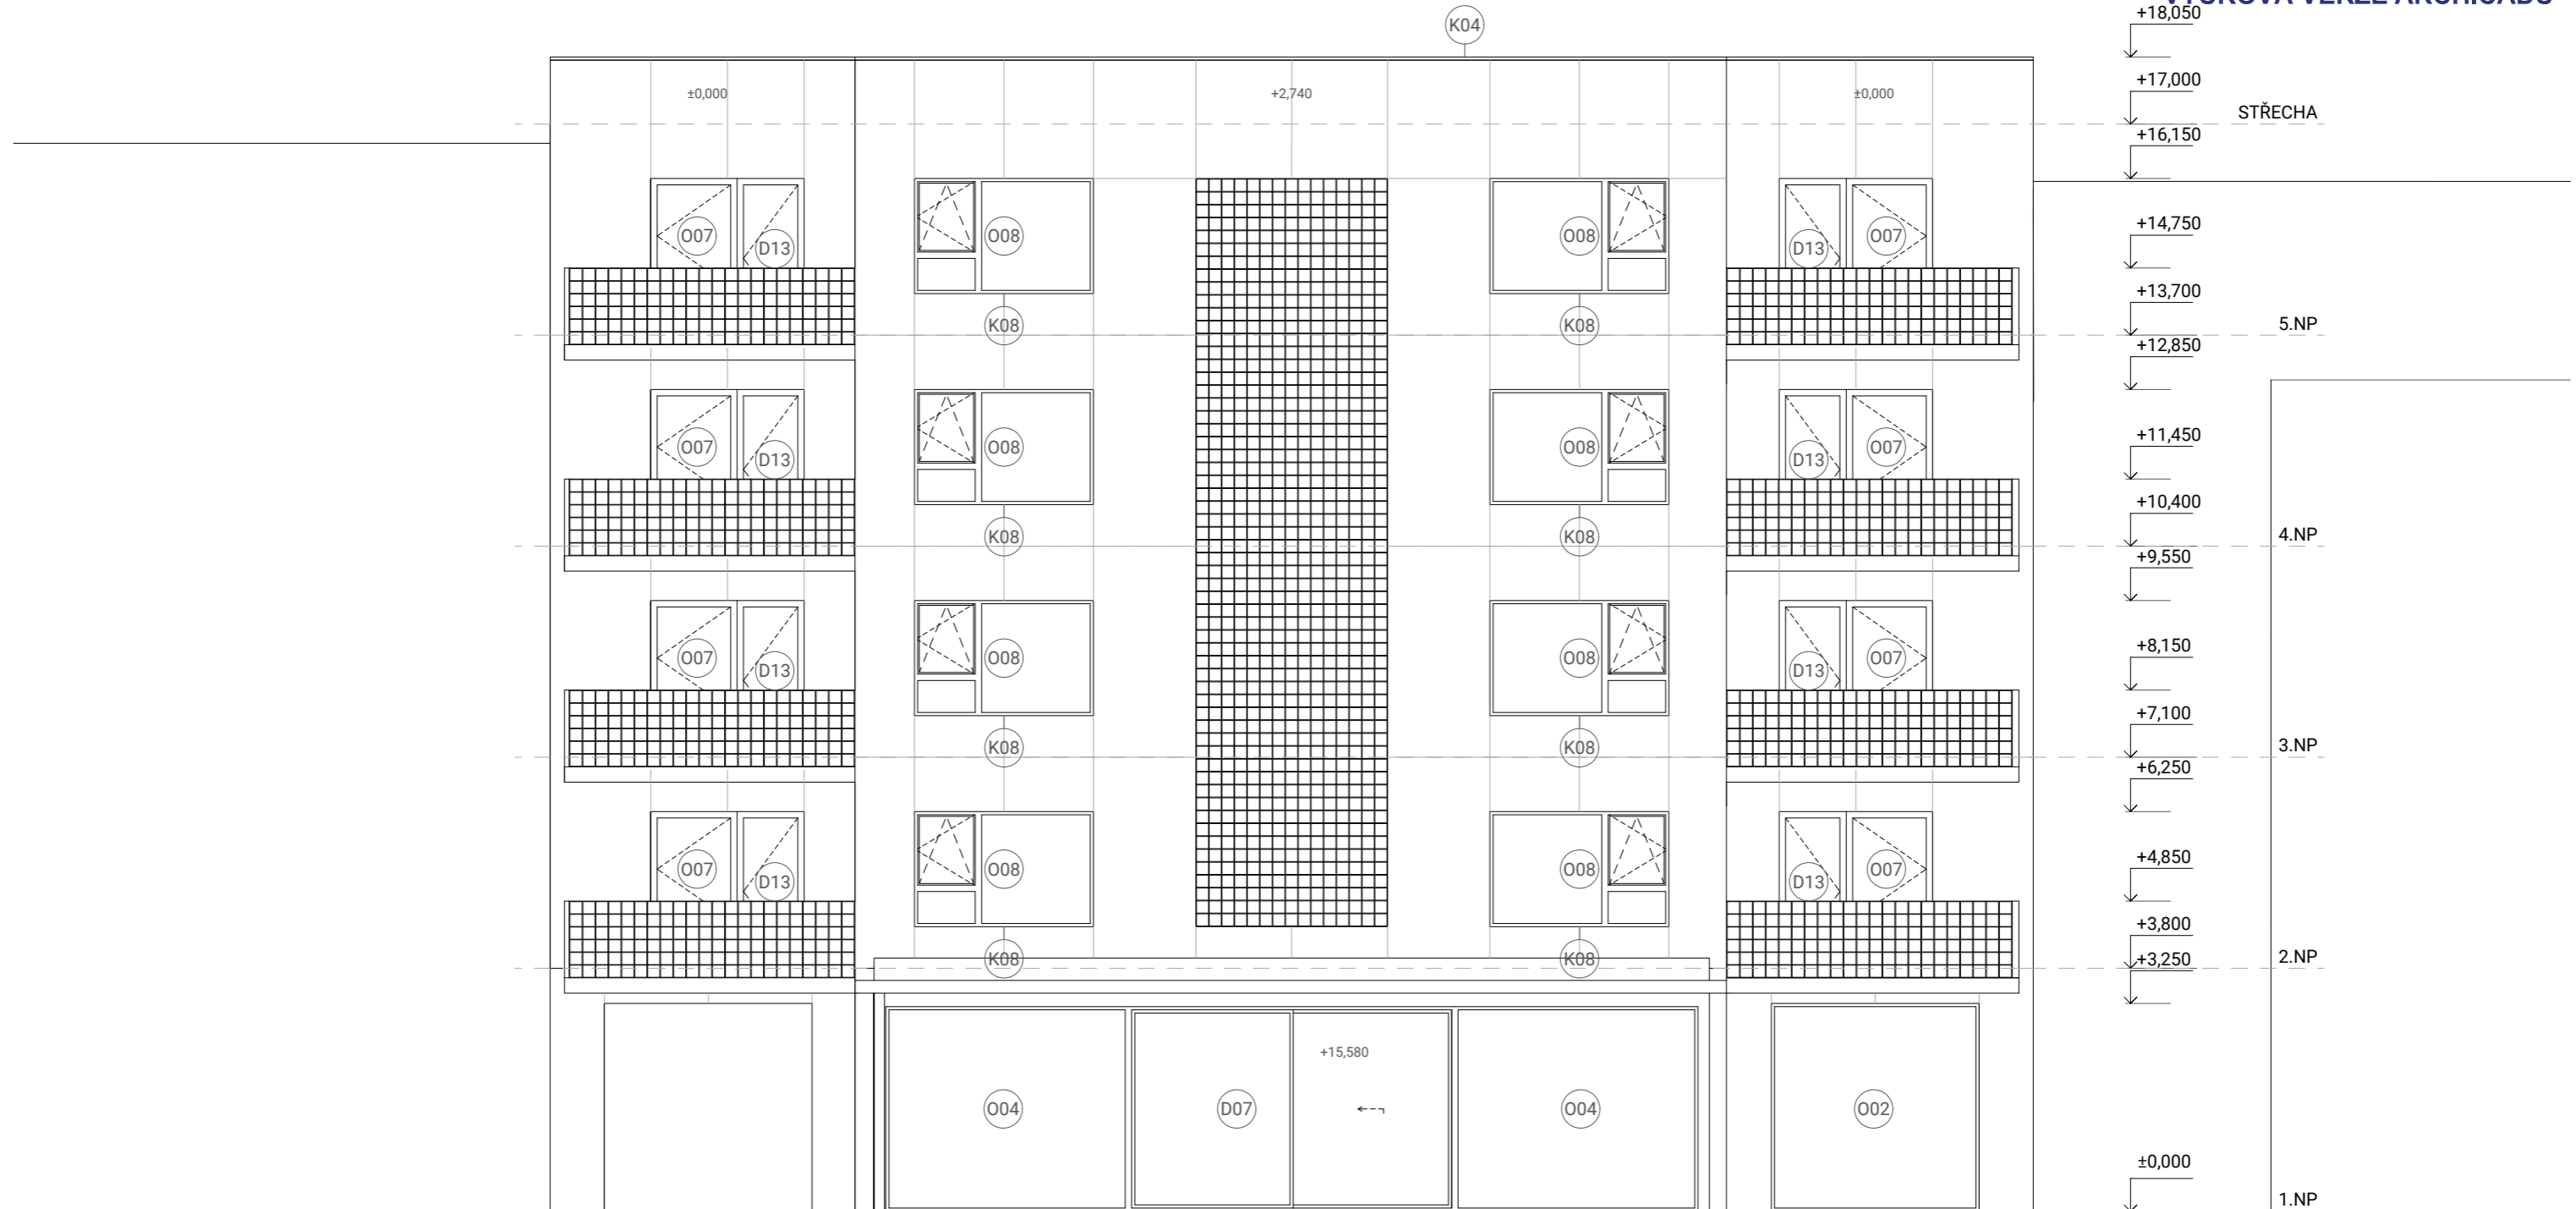 VÝUKOVÁ VERZE ARCHICADU
K04
+18,050
±0,000
+2,740
±0,000
+17,000
STŘECHA
+16,150
O07
D13
O08
O08
D13
O07
+14,750
+13,700
K08
K08
5.NP
+12,850
O07
D13
O08
O08
D13
O07
+11,450
+10,400
K08
K08
4.NP
+9,550
O07
D13
O08
O08
D13
O07
+8,150
+7,100
K08
K08
3.NP
+6,250
O07
D13
O08
O08
D13
O07
+4,850
+3,800
K08
K08
2.NP
+3,250
+15,580
O04
D07
O04
O02
±0,000
1.NP